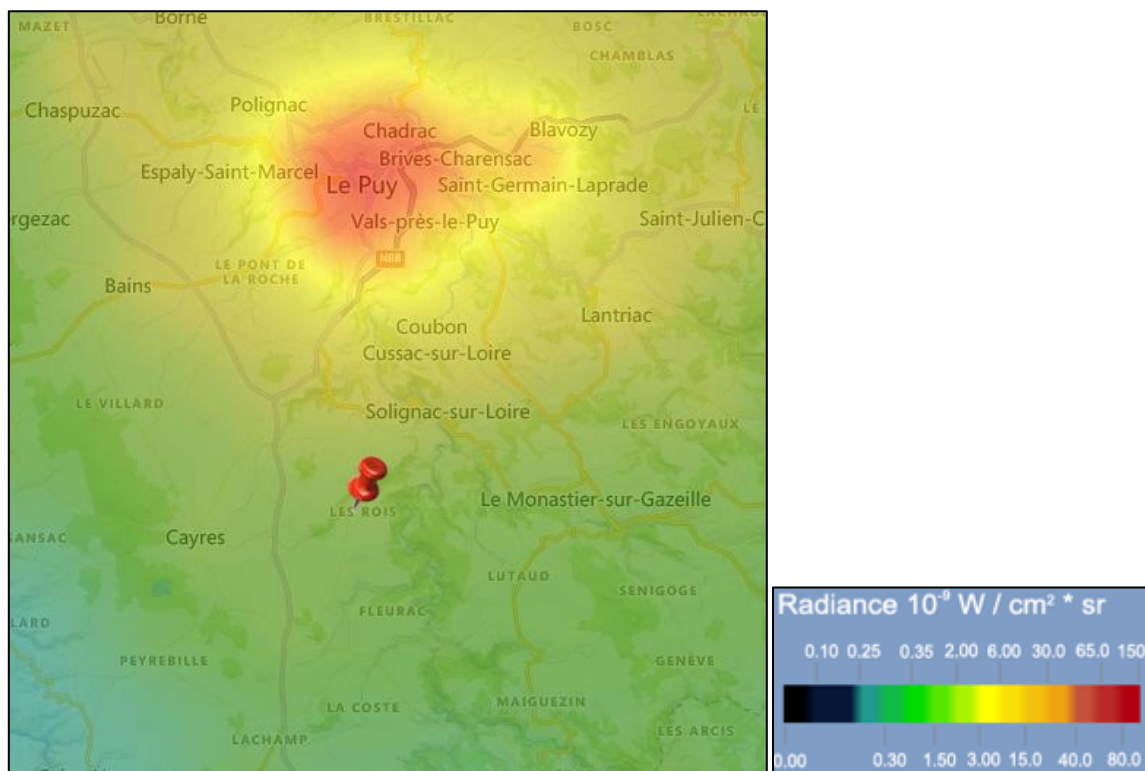 MAZET
Borne
BRESTILLAC
BOSC
CHAMBLAS
Chaspuzac
Polignac
LE
Chadrac
Blavozy
Brives-Charensac
Espaly-Saint-Marcel
Le Puy
Saint-Germain-Laprade
ergezac
Vals-près-le-Puy
Saint-Julien-C
N88
LE PONT DE
LA ROCHE
Bains
Lantriac
Coubon
Cussac-sur-Loire
LE VILLARD
Solignac-sur-Loire
LES ENGOYAUX
Le Monastier-sur-Gazeille
LES ROIS
Cayres
SANSAC
LUTAUD
SENIGOGE
FLEURAC
LARD
PEYREBILLE
GENÈVE
LA COSTE
MAIGUEZIN
LACHAMP
LES ARCIS
Radiance 10⁻⁹ W / cm² * sr
0.10 0.25 0.35 2.00 6.00 30.0 65.0 150
0.00 0.30 1.50 3.00 15.0 40.0 80.0